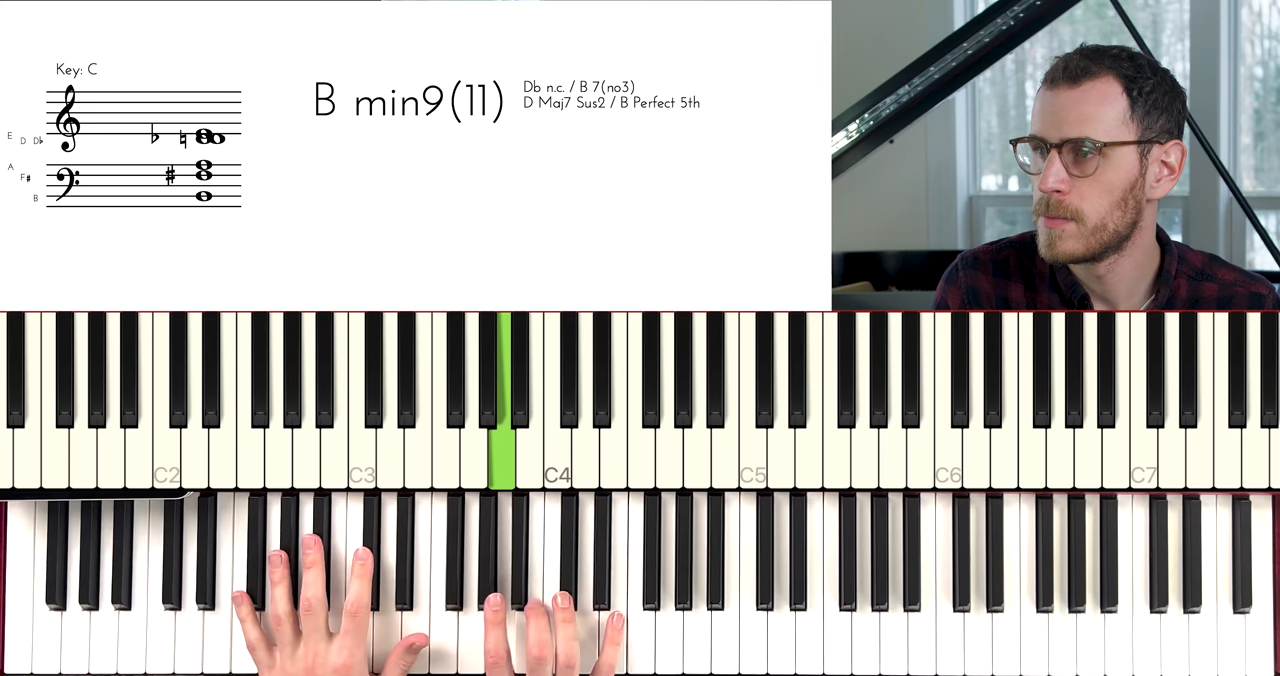 Key: C
B min9(11)
Db n.c. / B 7(no3)
D Maj7 Sus2 / B Perfect 5th
E D D♭
A
F#
B
C2 C3 C4 C5 C6 C7